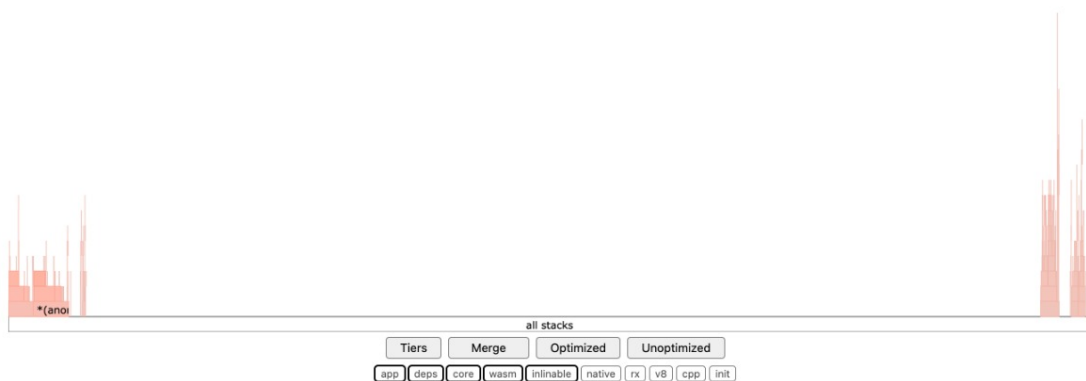 *(anon
all stacks
Tiers Merge Optimized Unoptimized
app deps core wasm inlinable native rx v8 cpp init